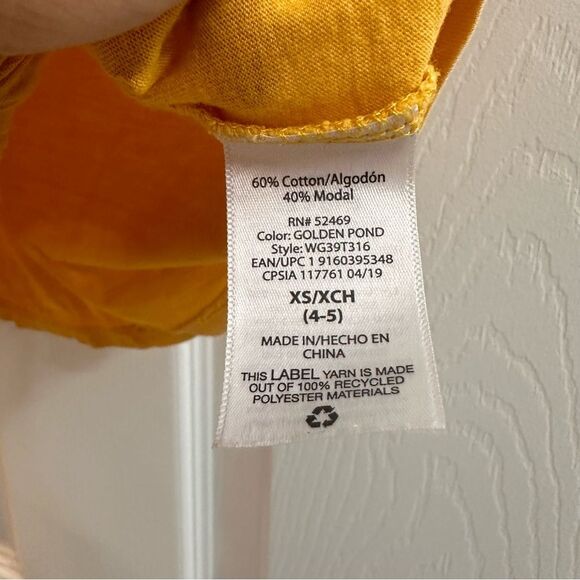 60% Cotton/Algodón
40% Modal
RN# 52469
Color: GOLDEN POND
Style: WG39T316
EAN/UPC 1 9160395348
CPSIA 117761 04/19
XS/XCH
(4-5)
MADE IN/HECHO EN
CHINA
THIS LABEL YARN IS MADE
OUT OF 100% RECYCLED
POLYESTER MATERIALS